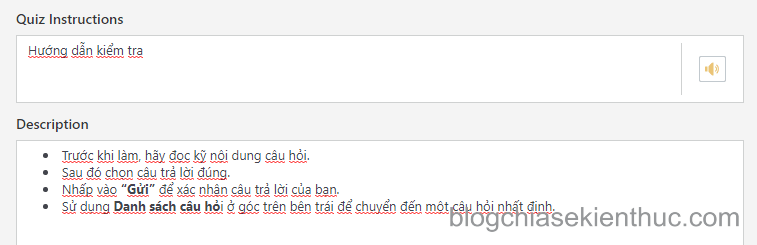 Quiz Instructions
Hướng dẫn kiểm tra
Description
Trước khi làm, hãy đọc kỹ nội dung câu hỏi.
Sau đó chọn câu trả lời đúng.
Nhấp vào “Gửi” để xác nhận câu trả lời của bạn.
Sử dụng Danh sách câu hỏi ở góc trên bên trái để chuyển đến một câu hỏi nhất định.
blogchiasekienthuc.com